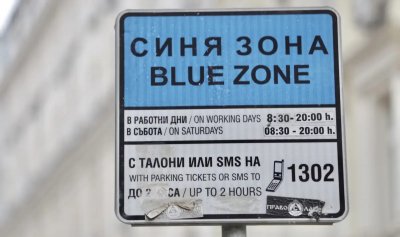 СИНЯ ЗОНА
BLUE ZONE
В РАБОТНИ ДНИ / ON WORKING DAYS 8:30-20:00 h.
В СЪБОТА / ON SATURDAYS 08:30 - 20:00 h.
С ТАЛОНИ ИЛИ SMS НА
WITH PARKING TICKETS OR SMS TO
1302
ДО 2 ЧАСА / UP TO 2 HOURS